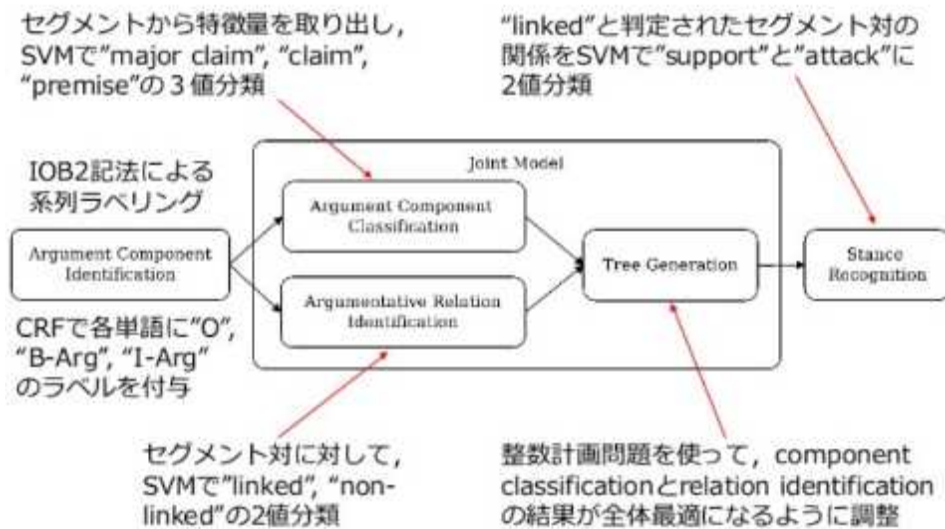 セグメントから特徴量を取り出し,
SVMで"major claim", "claim",
"premise"の３値分類
"linked"と判定されたセグメント対の
関係をSVMで"support"と"attack"に
2値分類
IOB2記法による
系列ラベリング
Joint Model
Argument Component
Classification
Argument Component
Identification
Tree Generation
Stance
Recognition
Argumentative Relation
Identification
CRFで各単語に"O",
"B-Arg", "I-Arg"
のラベルを付与
セグメント対に対して,
SVMで"linked", "non-
linked"の2値分類
整数計画問題を使って, component
classificationとrelation identification
の結果が全体最適になるように調整